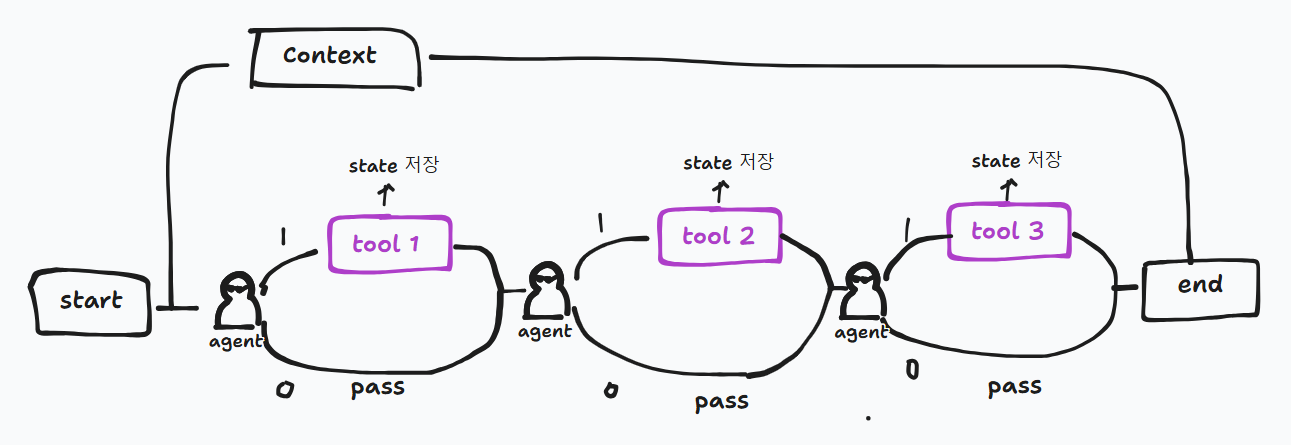 Context
state 저장
state 저장
state 저장
1
tool 1
1
tool 2
1
tool 3
start
end
agent
agent
agent
0
pass
0
pass
0
pass